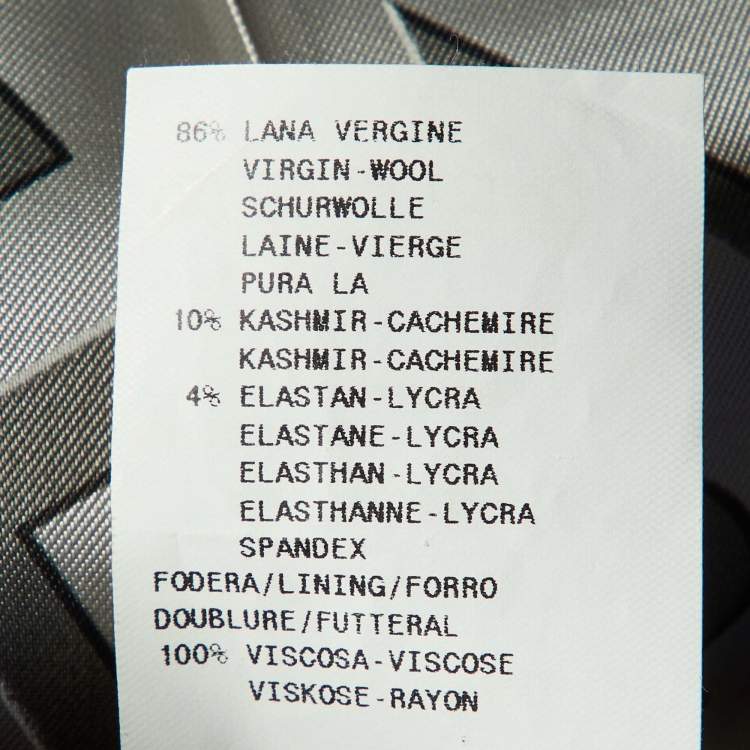 86% LANA VERGINE
VIRGIN-WOOL
SCHURWOLLE
LAINE-VIERGE
PURA LA
10% KASHMIR-CACHEMIRE
KASHMIR-CACHEMIRE
4% ELASTAN-LYCRA
ELASTANE-LYCRA
ELASTHAN-LYCRA
ELASTHANNE-LYCRA
SPANDEX
FODERA/LINING/FORRO
DOUBLURE/FUTTERAL
100% VISCOSA-VISCOSE
VISKOSE-RAYON